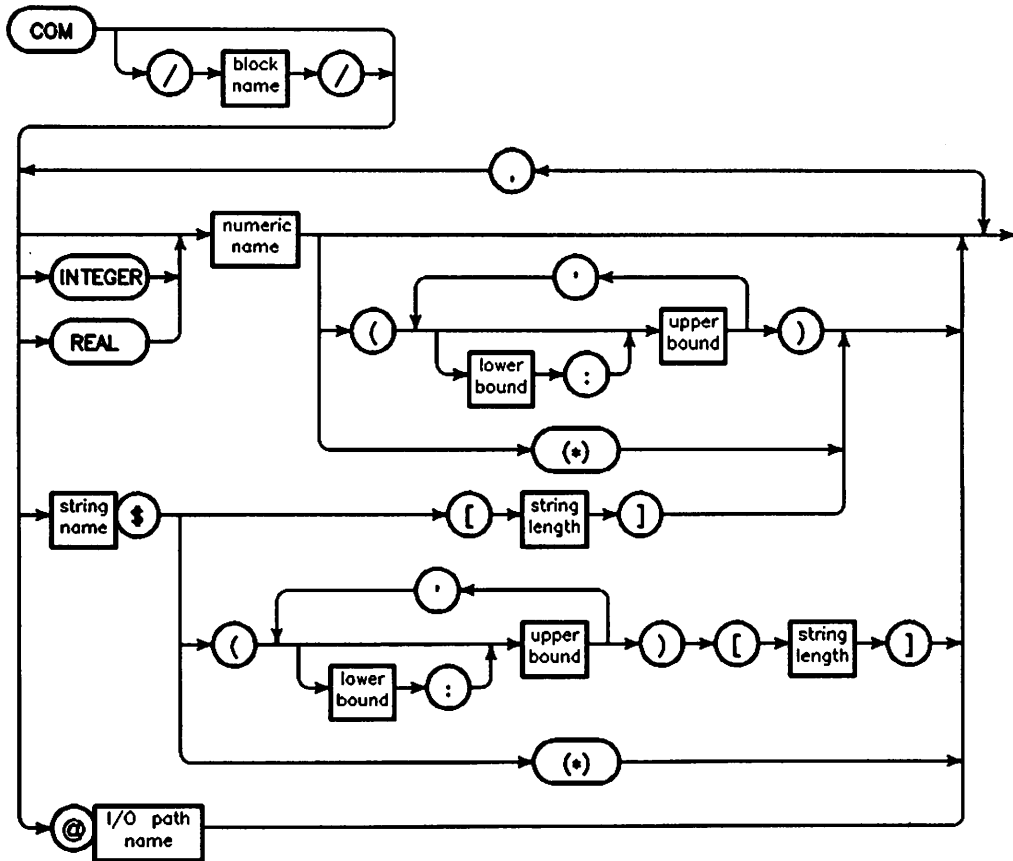 COM
/ block name /
,
numeric name
INTEGER
REAL
,
( lower bound : upper bound )
(*)
string name $ [ string length ]
,
( lower bound : upper bound ) [ string length ]
(*)
@ I/O path name